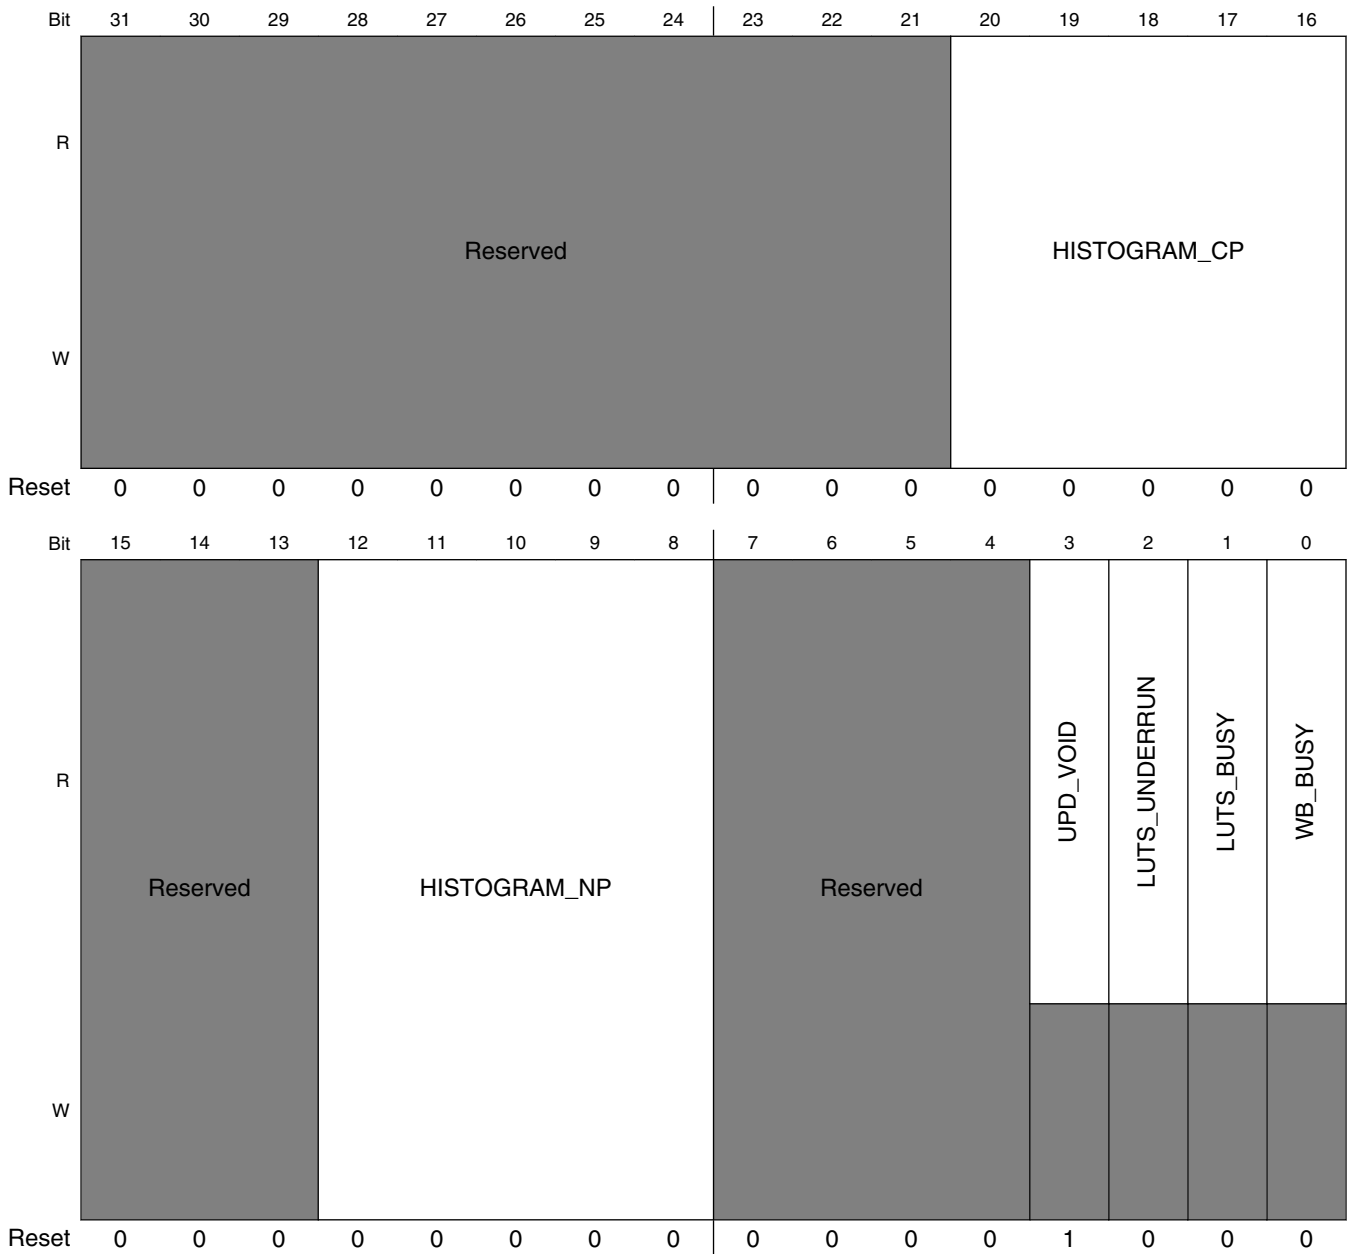 Bit 31 30 29 28 27 26 25 24 23 22 21 20 19 18 17 16
R
Reserved HISTOGRAM_CP
W
Reset 0 0 0 0 0 0 0 0 0 0 0 0 0 0 0 0
Bit 15 14 13 12 11 10 9 8 7 6 5 4 3 2 1 0
R
UPD_VOID LUTS_UNDERRUN LUTS_BUSY WB_BUSY
Reserved HISTOGRAM_NP Reserved
W
Reset 0 0 0 0 0 0 0 0 0 0 0 0 1 0 0 0